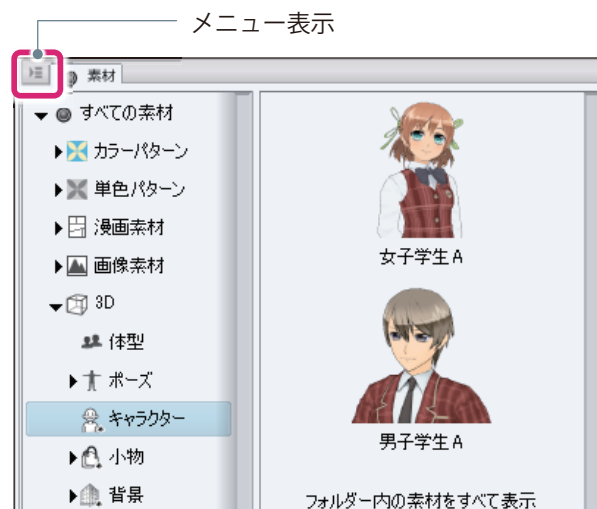 メニュー表示
素材
すべての素材
カラーパターン
単色パターン
漫画素材
画像素材
3D
体型
ポーズ
キャラクター
小物
背景
女子学生A
男子学生A
フォルダー内の素材をすべて表示